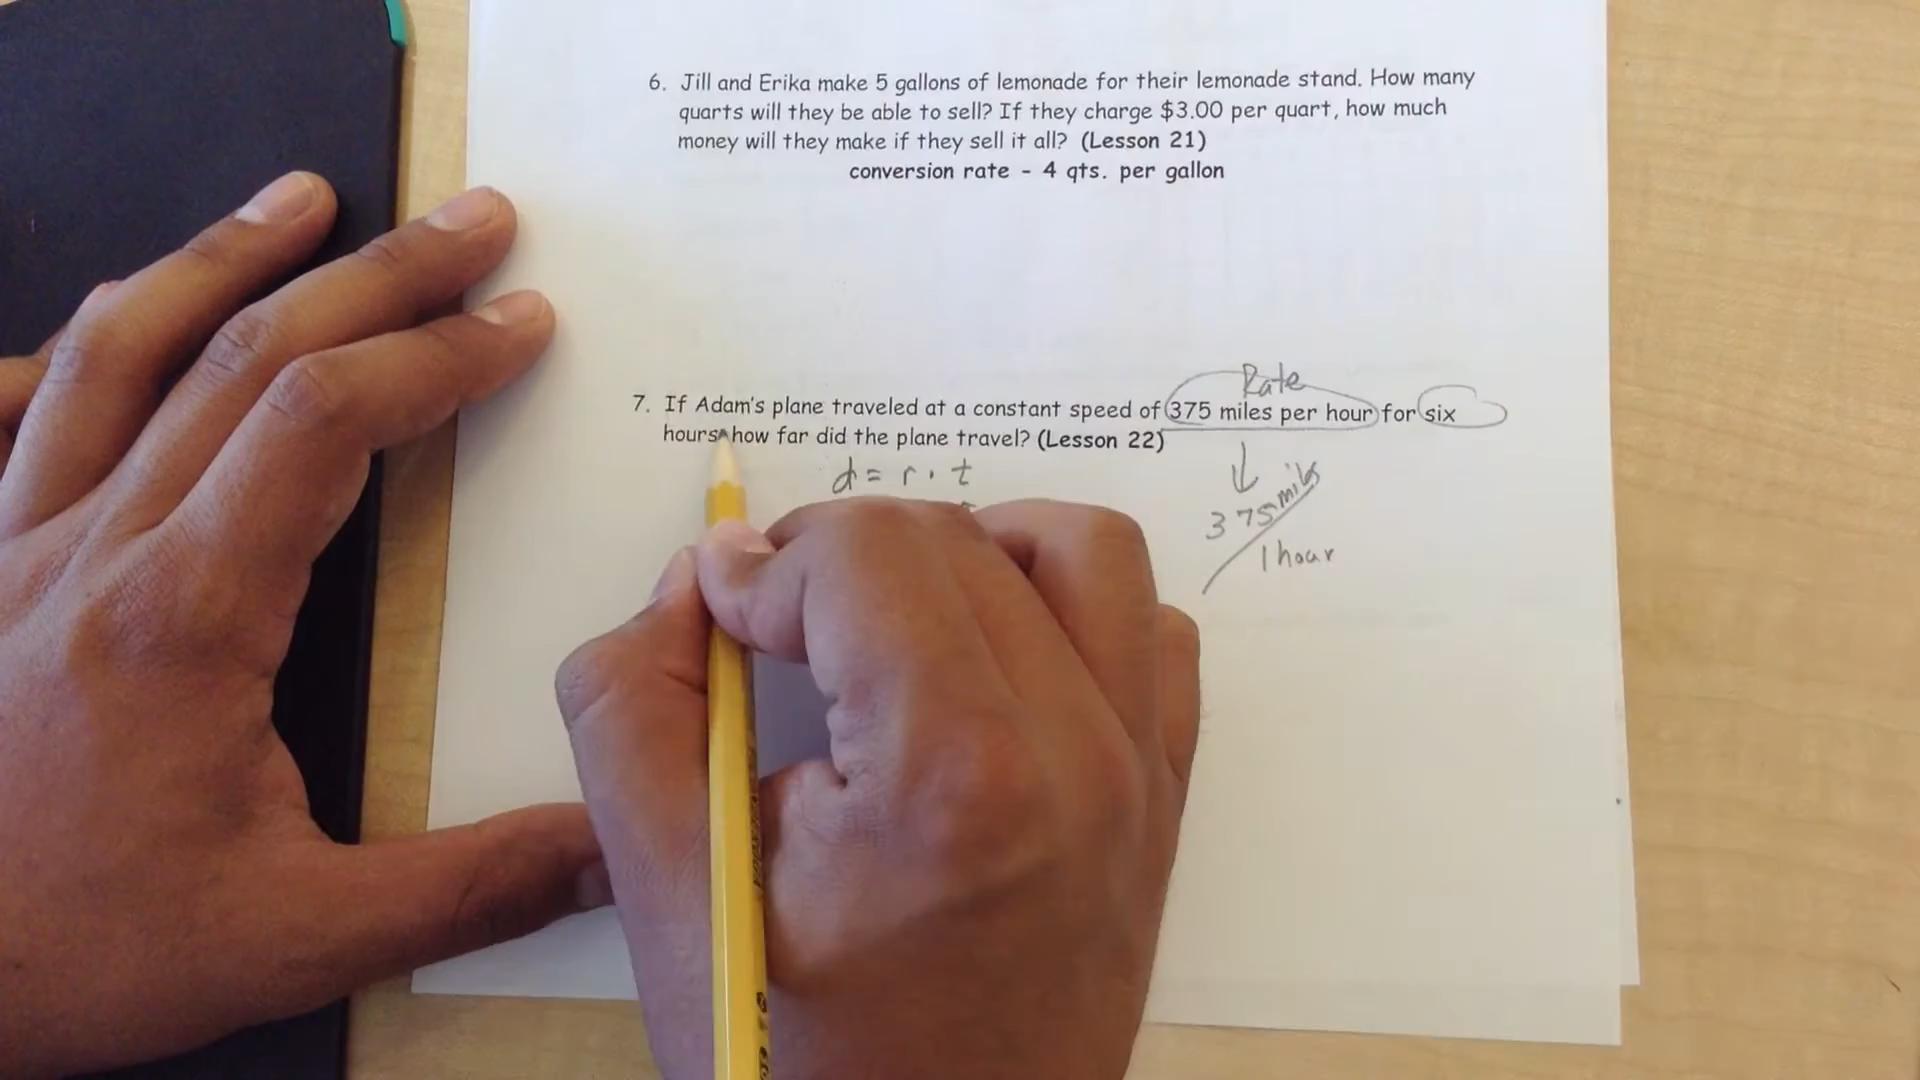 6. Jill and Erika make 5 gallons of lemonade for their lemonade stand. How many
quarts will they be able to sell? If they charge $3.00 per quart, how much
money will they make if they sell it all? (Lesson 21)
conversion rate - 4 qts. per gallon
Rate
7. If Adam's plane traveled at a constant speed of 375 miles per hour for six
hours, how far did the plane travel? (Lesson 22)
d = r · t
375 miles
1 hour